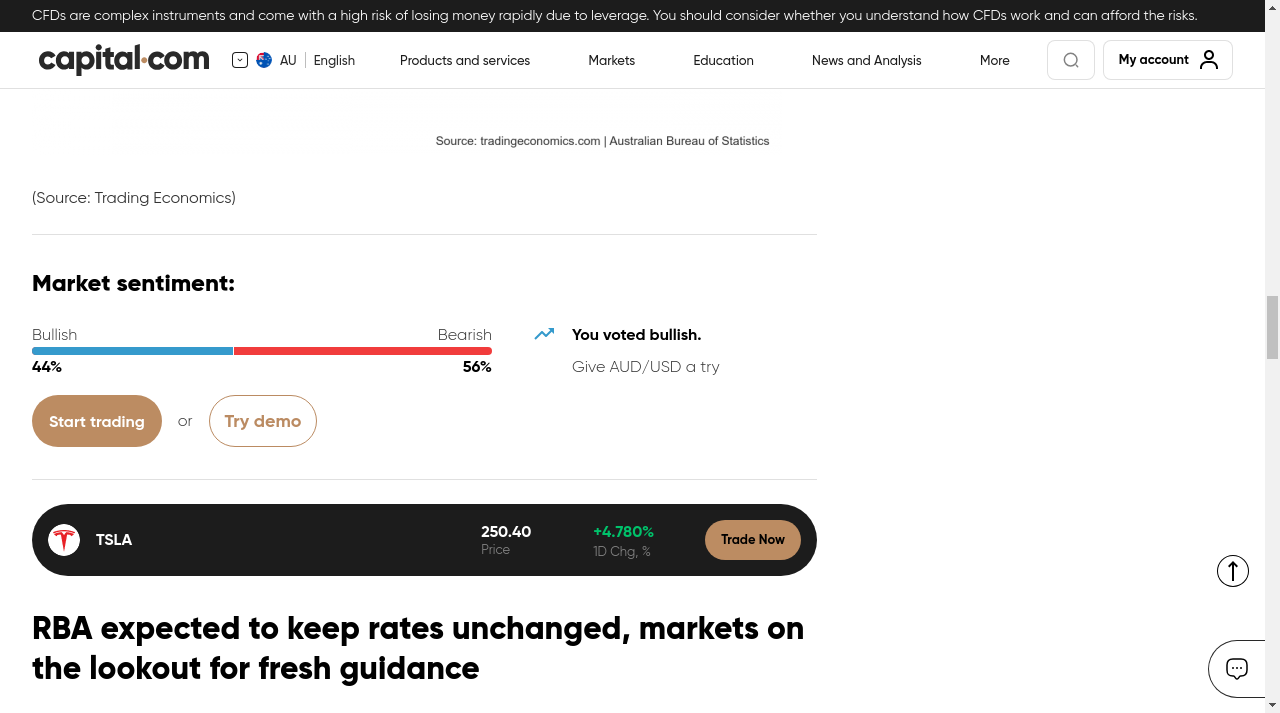 CFDs are complex instruments and come with a high risk of losing money rapidly due to leverage. You should consider whether you understand how CFDs work and can afford the risks.
capital.com
AU
English
Products and services
Markets
Education
News and Analysis
More
My account
Source: tradingeconomics.com | Australian Bureau of Statistics
(Source: Trading Economics)
Market sentiment:
Bullish
Bearish
44%
56%
You voted bullish.
Give AUD/USD a try
Start trading
or
Try demo
TSLA
250.40
Price
+4.780%
1D Chg, %
Trade Now
RBA expected to keep rates unchanged, markets on
the lookout for fresh guidance